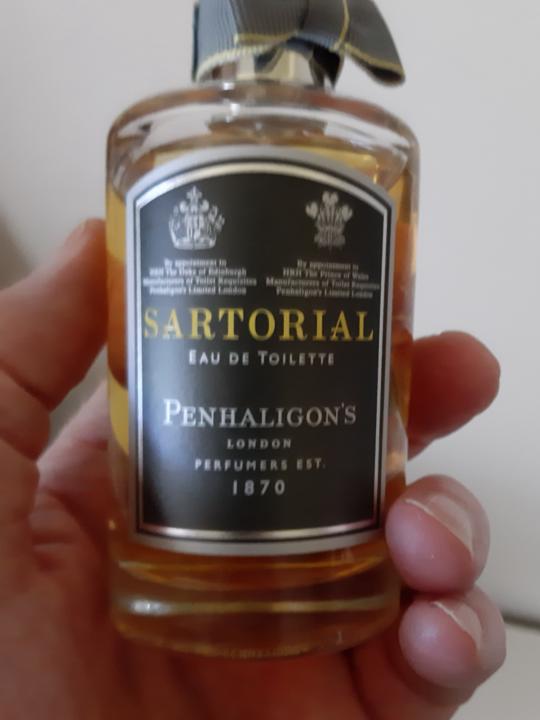 By appointment to
HRH The Duke of Edinburgh
Manufacturers of Toilet Requisites
Penhaligon's Limited London
By appointment to
HRH The Prince of Wales
Manufacturers of Toilet Requisites
Penhaligon's Limited London
SARTORIAL
EAU DE TOILETTE
PENHALIGON'S
LONDON
PERFUMERS EST.
1870